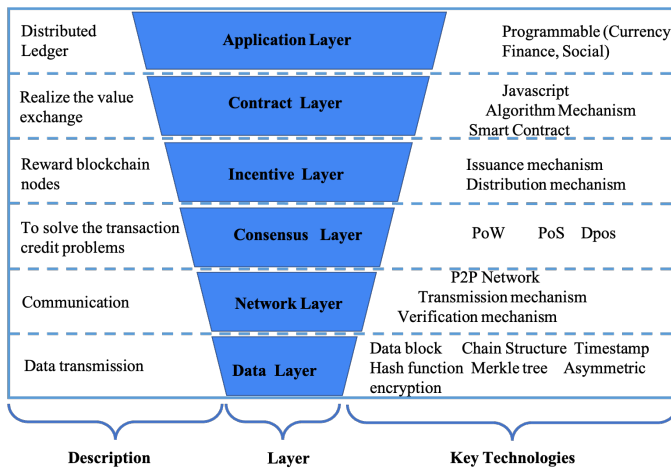 Distributed
Ledger
Application Layer
Programmable (Currency
Finance, Social)
Realize the value
exchange
Contract Layer
Javascript
Algorithm Mechanism
Smart Contract
Reward blockchain
nodes
Incentive Layer
Issuance mechanism
Distribution mechanism
To solve the transaction
credit problems
Consensus Layer
PoW PoS Dpos
Communication
Network Layer
P2P Network
Transmission mechanism
Verification mechanism
Data transmission
Data Layer
Data block Chain Structure Timestamp
Hash function Merkle tree Asymmetric
encryption
Description Layer Key Technologies